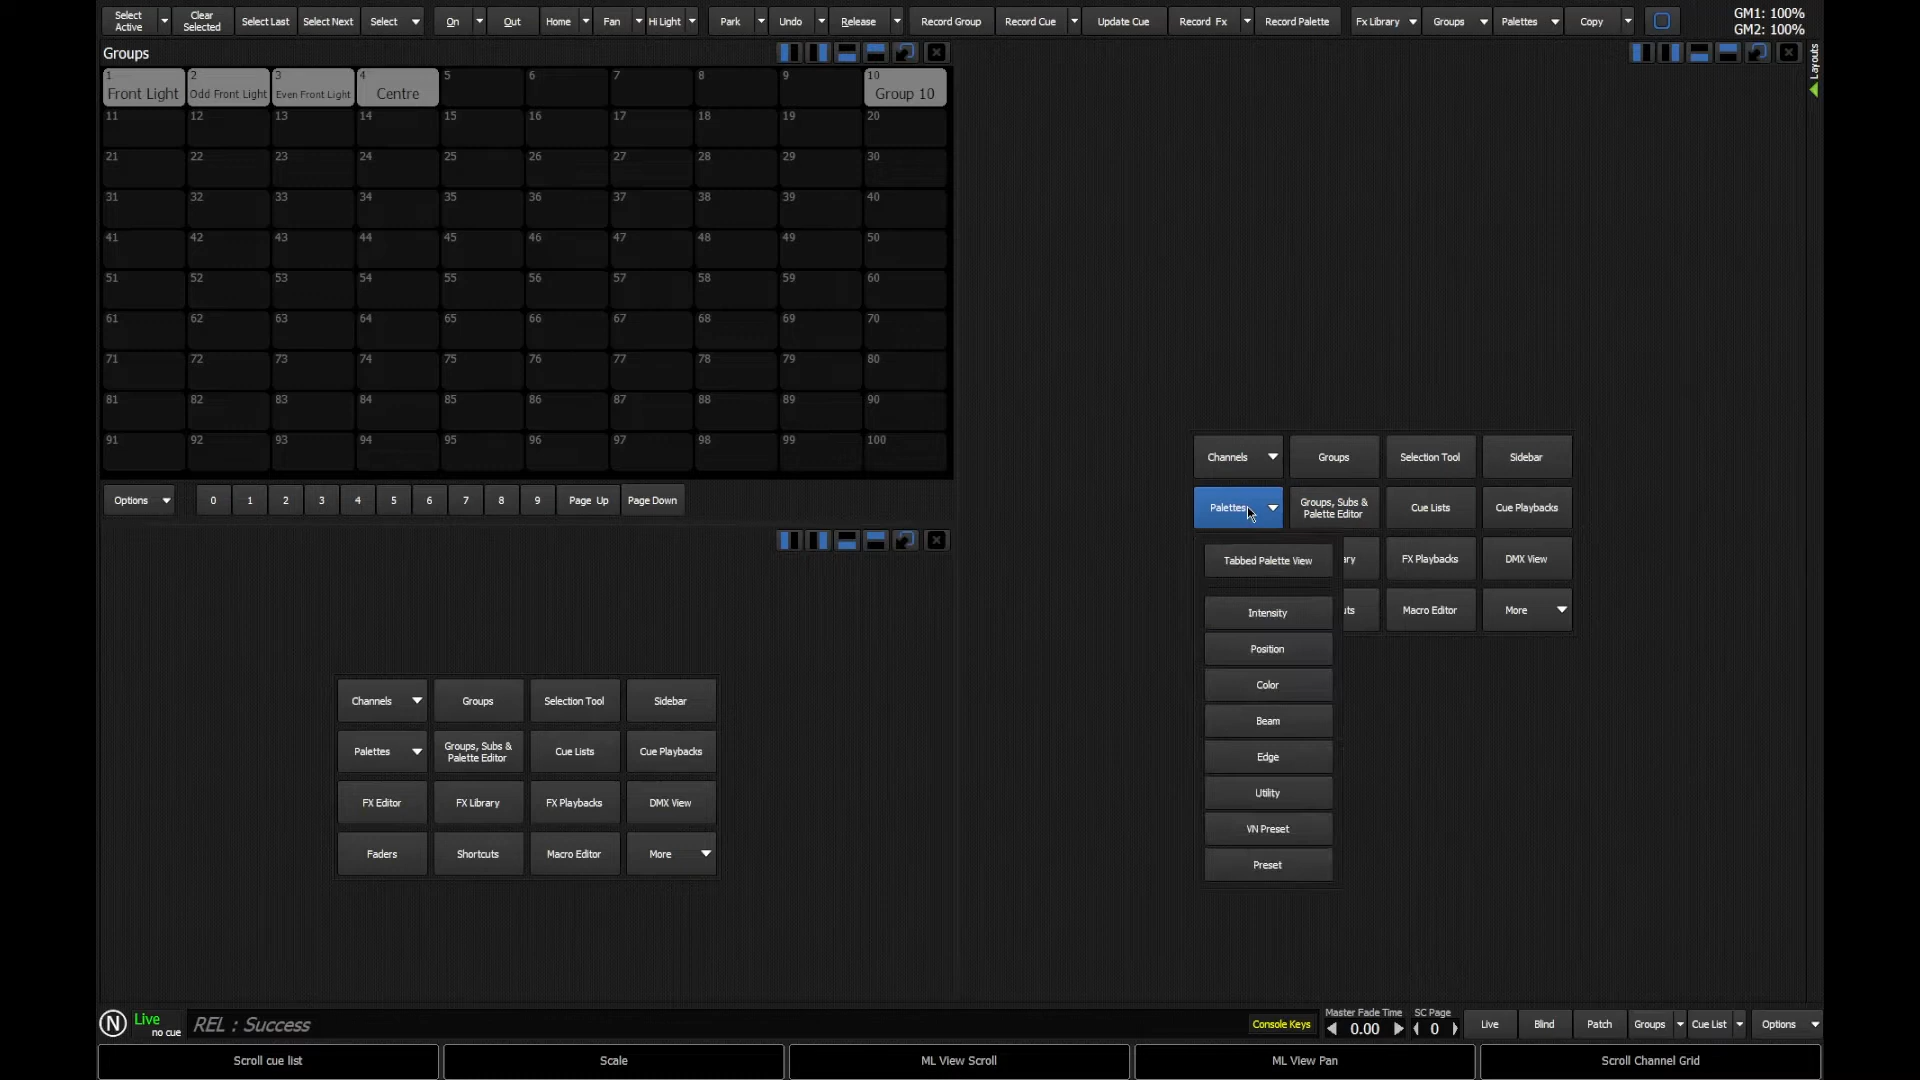 Select Active
Clear Selected
Select Last
Select Next
Select
On
Out
Home
Fan
Hi Light
Park
Undo
Release
Record Group
Record Cue
Update Cue
Record Fx
Record Palette
Fx Library
Groups
Palettes
Copy
GM1: 100%
GM2: 100%
Groups
Layouts
1 Front Light
2 Odd Front Light
3 Even Front Light
4 Centre
5 6 7 8 9
10 Group 10
11 12 13 14 15 16 17 18 19 20
21 22 23 24 25 26 27 28 29 30
31 32 33 34 35 36 37 38 39 40
41 42 43 44 45 46 47 48 49 50
51 52 53 54 55 56 57 58 59 60
61 62 63 64 65 66 67 68 69 70
71 72 73 74 75 76 77 78 79 80
81 82 83 84 85 86 87 88 89 90
91 92 93 94 95 96 97 98 99 100
Options 0 1 2 3 4 5 6 7 8 9 Page Up Page Down
Channels Groups Selection Tool Sidebar
Palettes Groups, Subs & Palette Editor Cue Lists Cue Playbacks
FX Editor FX Library FX Playbacks DMX View
Faders Shortcuts Macro Editor More
Channels Groups Selection Tool Sidebar
Palettes Groups, Subs & Palette Editor Cue Lists Cue Playbacks
ary FX Playbacks DMX View
uts Macro Editor More
Tabbed Palette View
Intensity
Position
Color
Beam
Edge
Utility
VN Preset
Preset
N Live
no cue
REL : Success
Console Keys
Master Fade Time
0.00
SC Page
0
Live
Blind
Patch
Groups
Cue List
Options
Scroll cue list
Scale
ML View Scroll
ML View Pan
Scroll Channel Grid